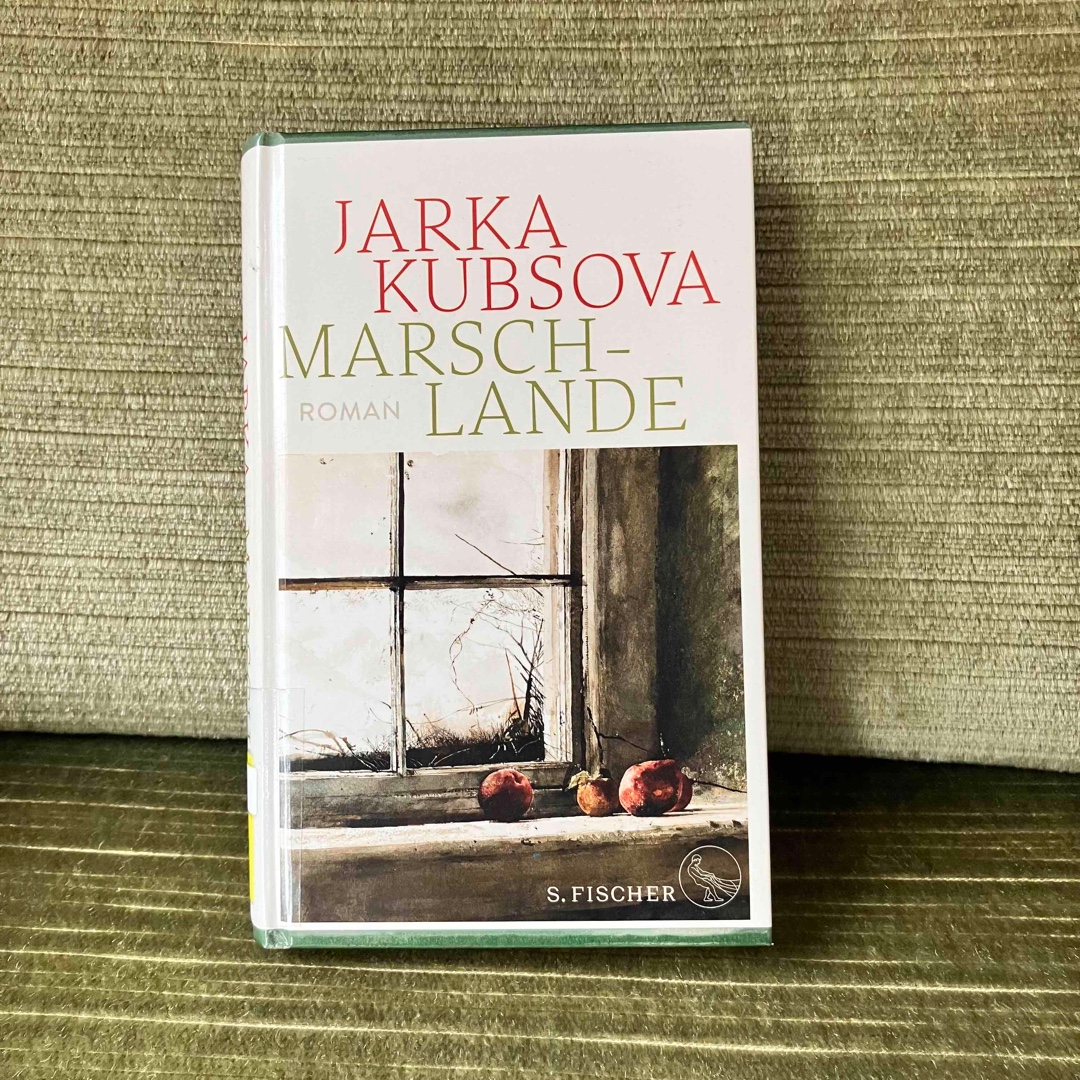 JARKA
KUBSOVA
MARSCH-
ROMAN LANDE
S. FISCHER